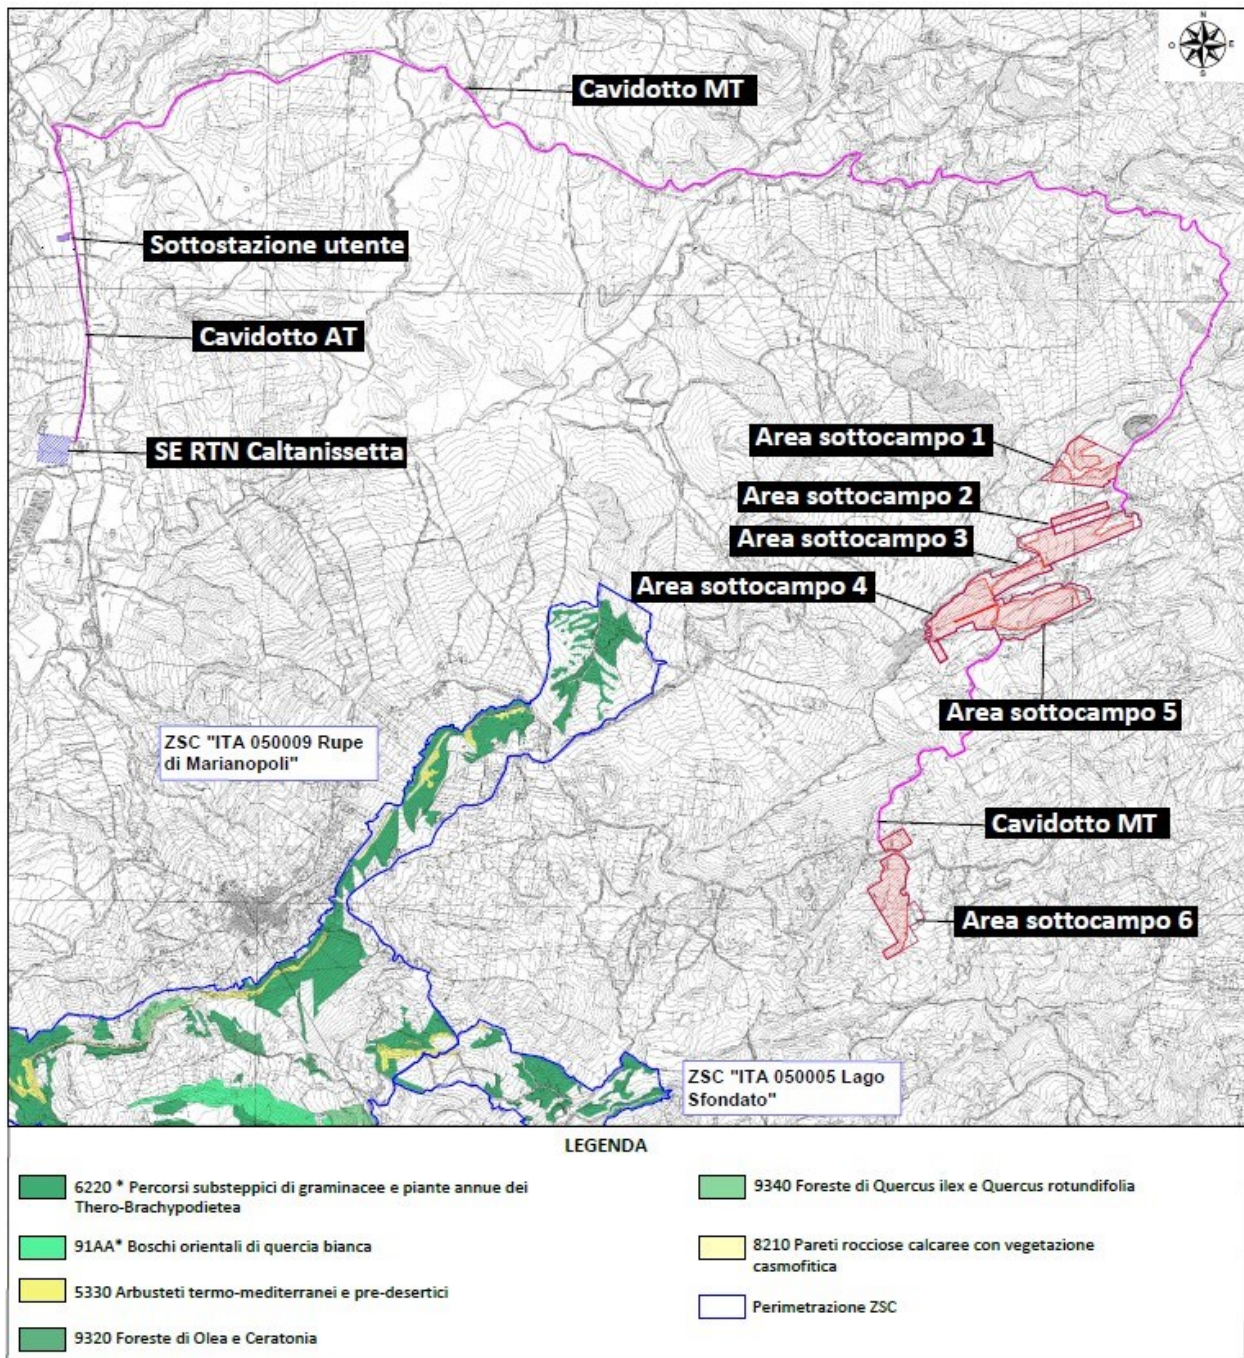 N
O
E
S
Cavidotto MT
Sottostazione utente
Cavidotto AT
SE RTN Caltanissetta
Area sottocampo 1
Area sottocampo 2
Area sottocampo 3
Area sottocampo 4
Area sottocampo 5
ZSC "ITA 050009 Rupe
di Marianopoli"
Cavidotto MT
Area sottocampo 6
ZSC "ITA 050005 Lago
Sfondato"
LEGENDA
6220 * Percorsi substeppici di graminacee e piante annue dei
Thero-Brachypodietea
91AA* Boschi orientali di quercia bianca
5330 Arbusteti termo-mediterranei e pre-desertici
9320 Foreste di Olea e Ceratonia
9340 Foreste di Quercus ilex e Quercus rotundifolia
8210 Pareti rocciose calcaree con vegetazione
casmofitica
Perimetrazione ZSC